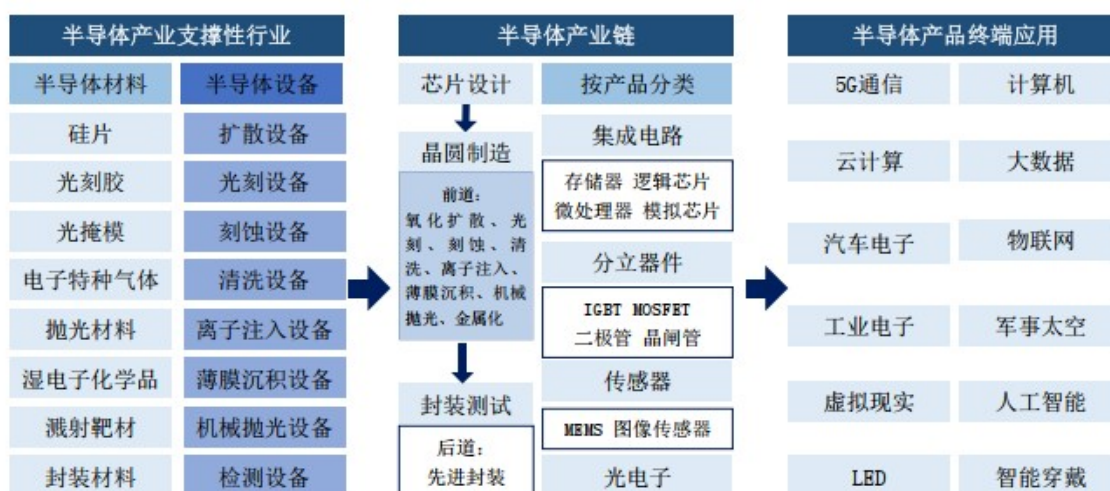 半导体产业支撑性行业
半导体材料 半导体设备
硅片 扩散设备
光刻胶 光刻设备
光掩模 刻蚀设备
电子特种气体 清洗设备
抛光材料 离子注入设备
湿电子化学品 薄膜沉积设备
溅射靶材 机械抛光设备
封装材料 检测设备
半导体产业链
芯片设计
晶圆制造
前道：
氧化扩散、光
刻、刻蚀、清
洗、离子注入、
薄膜沉积、机械
抛光、金属化
封装测试
后道：
先进封装
按产品分类
集成电路
存储器 逻辑芯片
微处理器 模拟芯片
分立器件
IGBT MOSFET
二极管 晶闸管
传感器
MEMS 图像传感器
光电子
半导体产品终端应用
5G通信 计算机
云计算 大数据
汽车电子 物联网
工业电子 军事太空
虚拟现实 人工智能
LED 智能穿戴